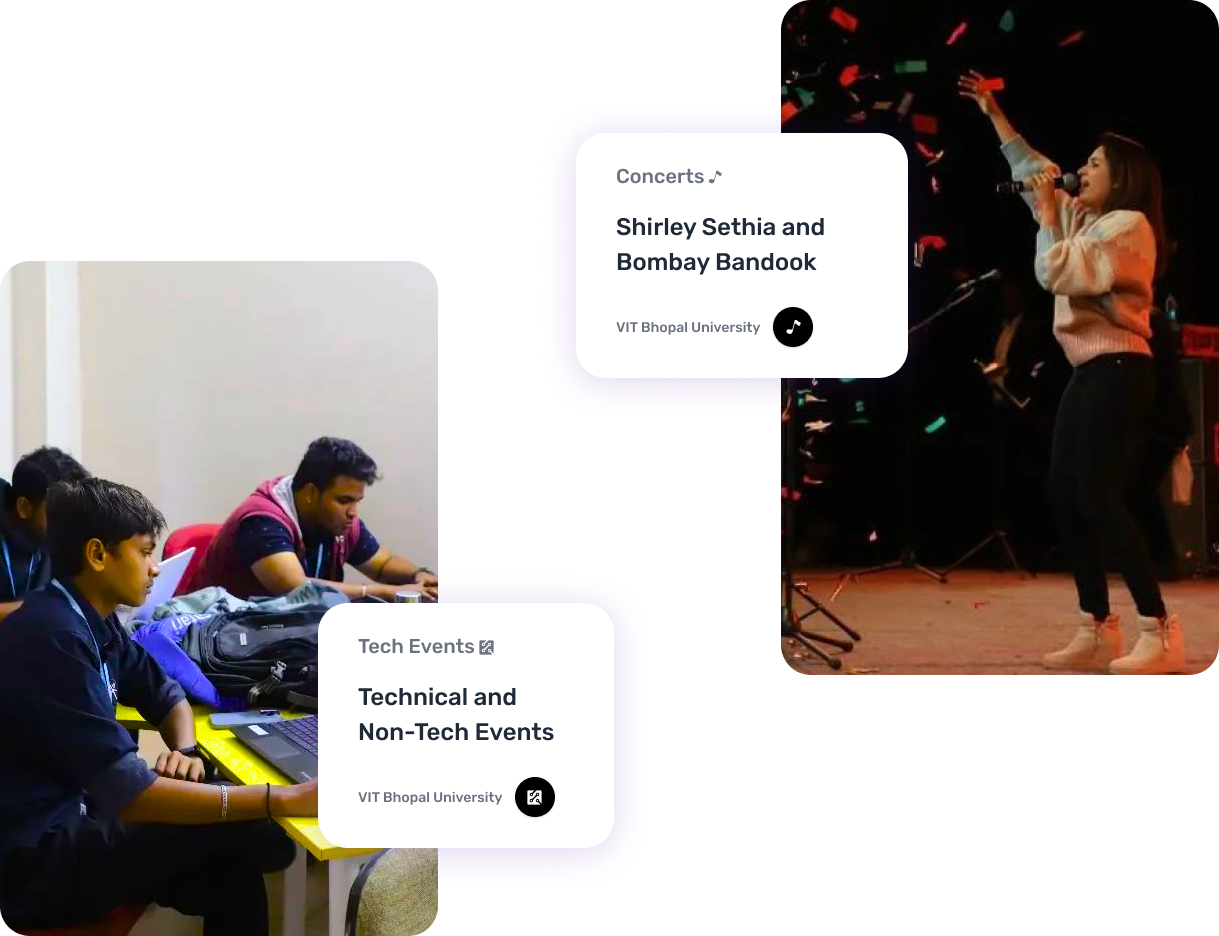 Concerts
Shirley Sethia and
Bombay Bandook
VIT Bhopal University
Tech Events
Technical and
Non-Tech Events
VIT Bhopal University